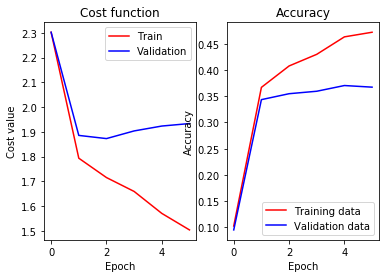 Cost function
Cost value
2.3
2.2
2.1
2.0
1.9
1.8
1.7
1.6
1.5
Train
Validation
0
2
4
Epoch
Accuracy
Accuracy
0.45
0.40
0.35
0.30
0.25
0.20
0.15
0.10
Training data
Validation data
0
2
4
Epoch